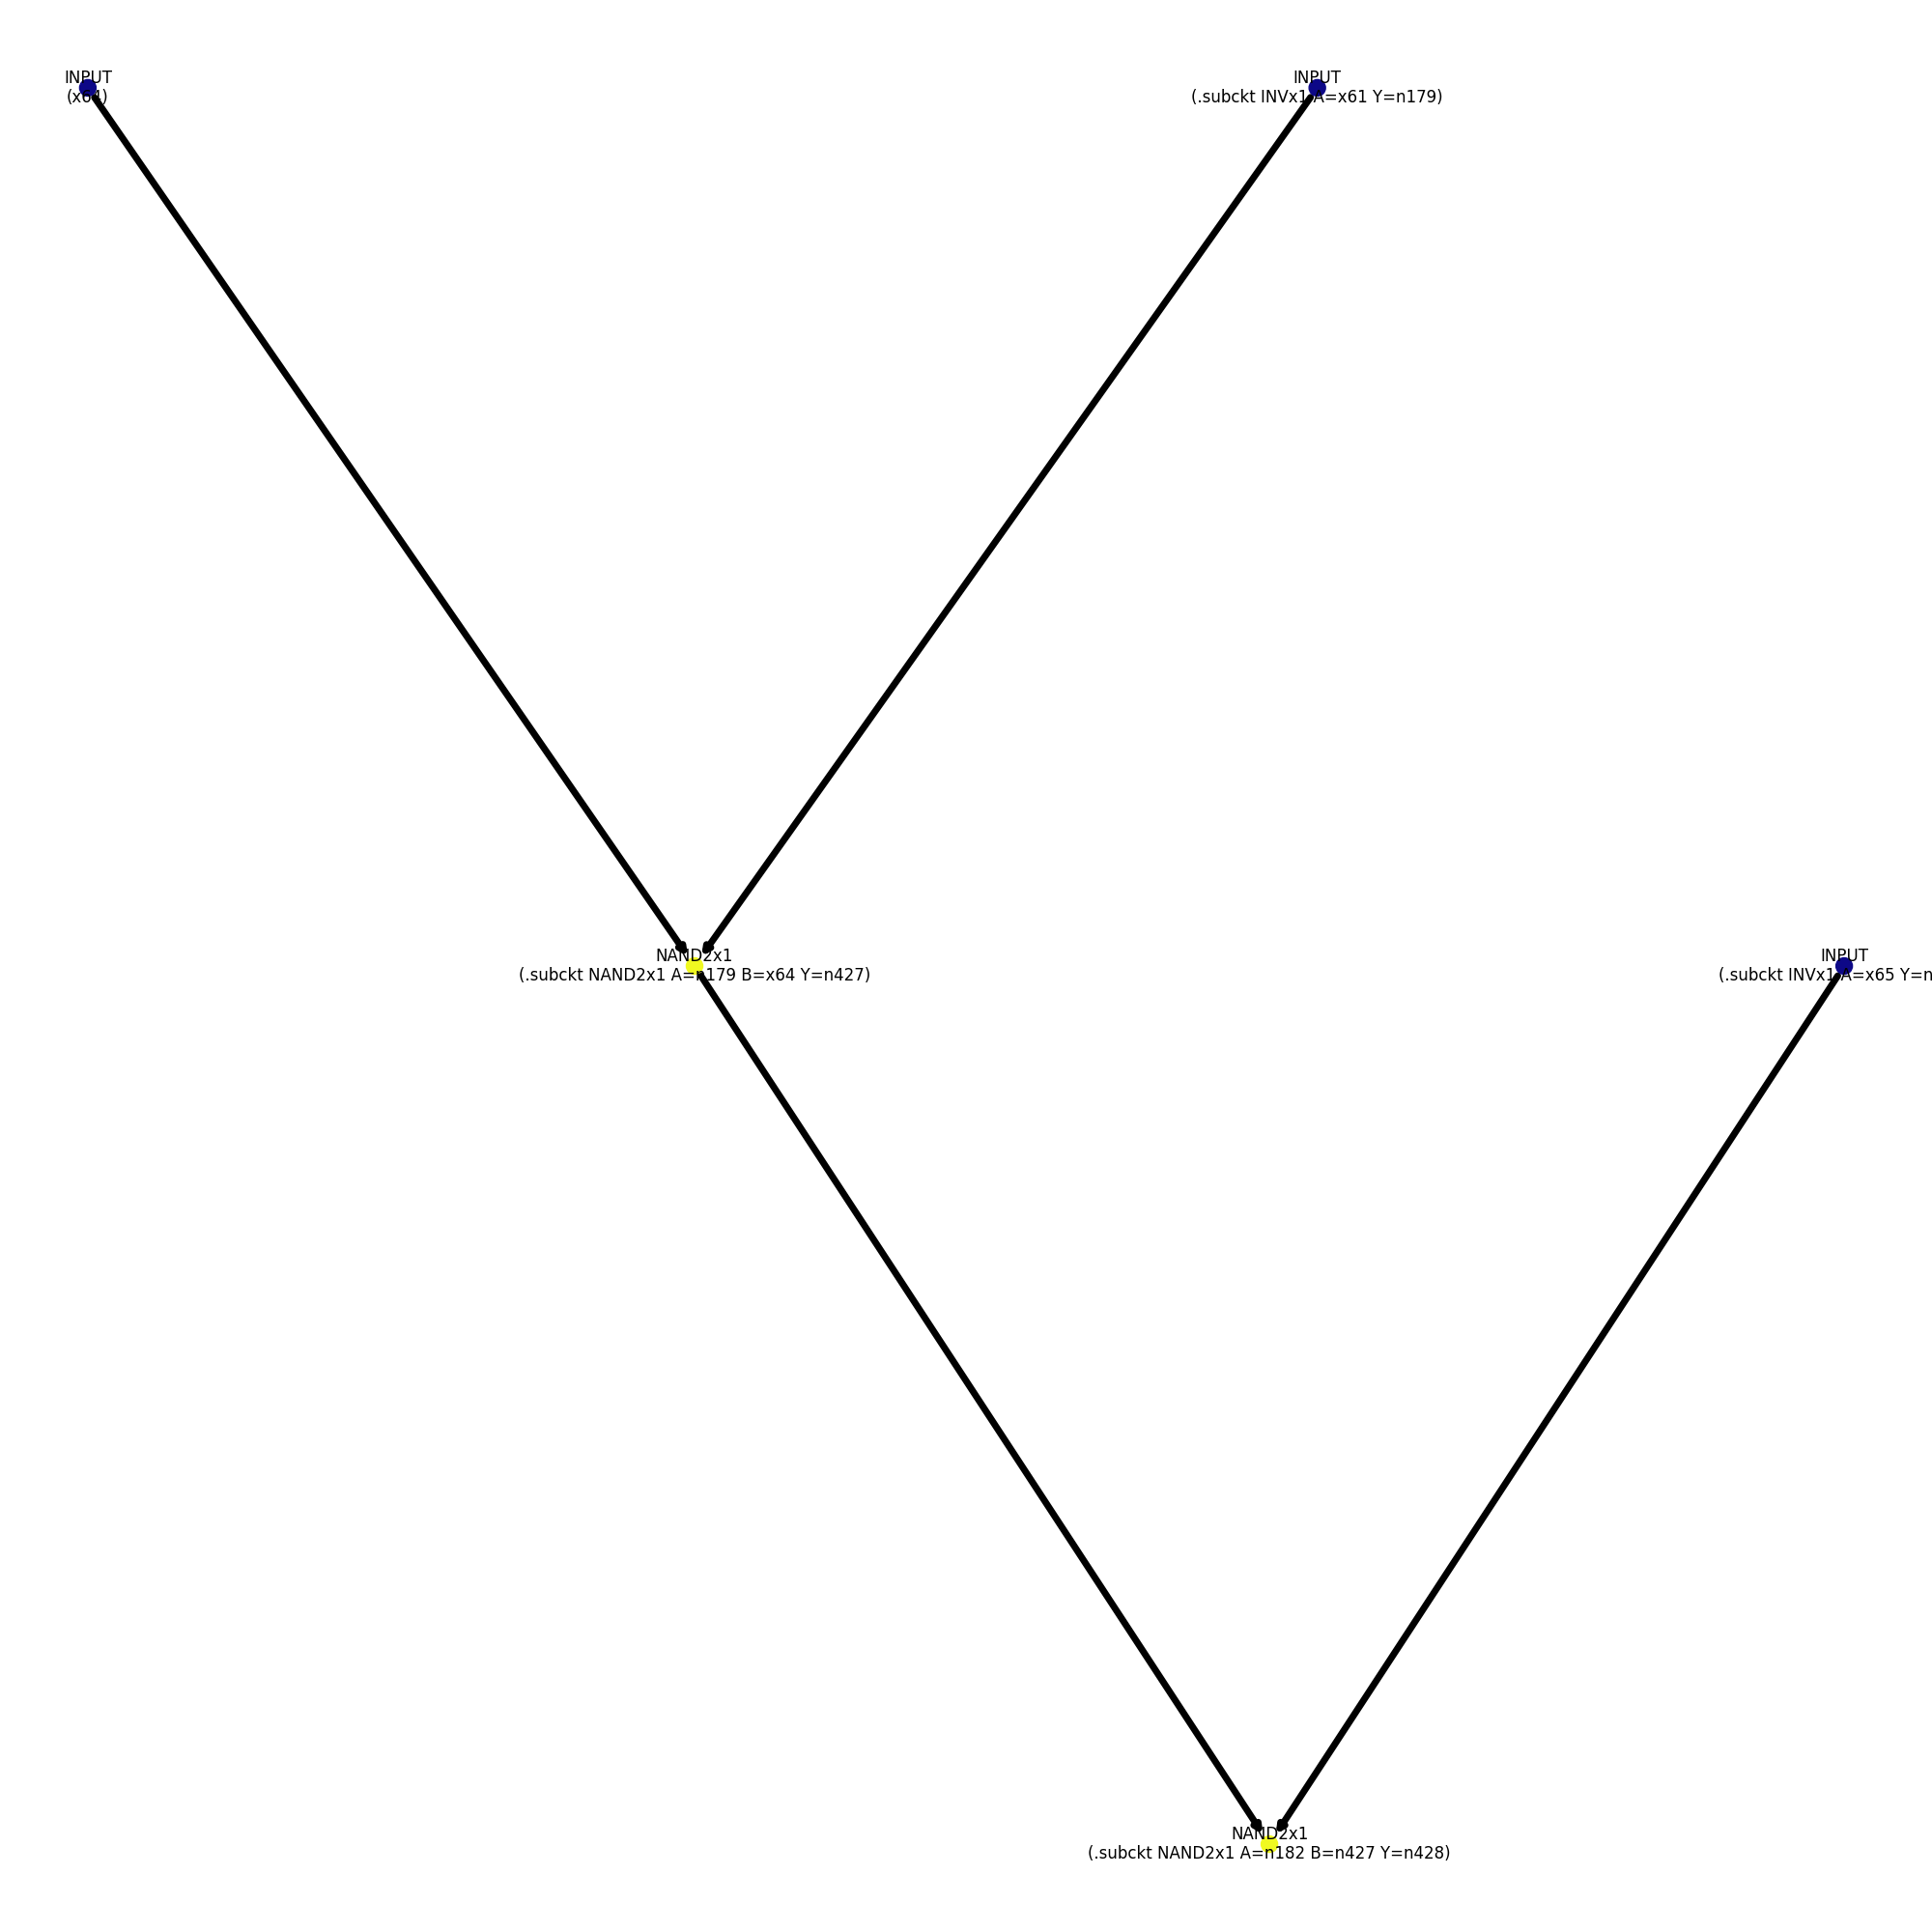 INPUT
(x64)
INPUT
(.subckt INVx1 A=x61 Y=n179)
NAND2x1
(.subckt NAND2x1 A=n179 B=x64 Y=n427)
INPUT
(.subckt INVx1 A=x65 Y=n
NAND2x1
(.subckt NAND2x1 A=n182 B=n427 Y=n428)